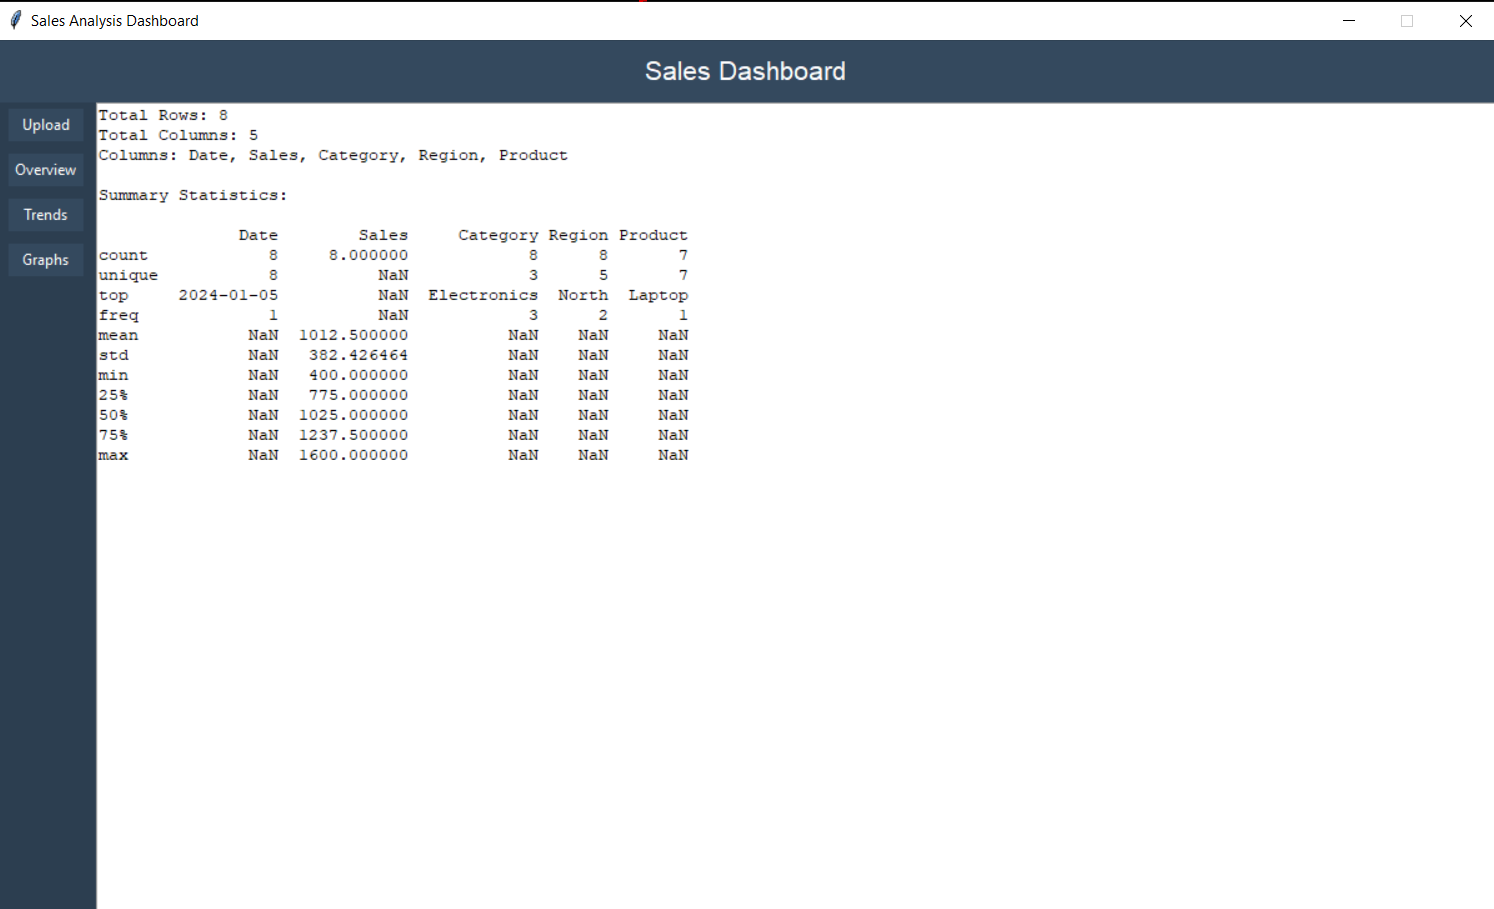 Sales Analysis Dashboard
Sales Dashboard
Upload
Overview
Trends
Graphs
Total Rows: 8
Total Columns: 5
Columns: Date, Sales, Category, Region, Product
Summary Statistics:
Date Sales Category Region Product
count 8 8.000000 8 8 7
unique 8 NaN 3 5 7
top 2024-01-05 NaN Electronics North Laptop
freq 1 NaN 3 2 1
mean NaN 1012.500000 NaN NaN NaN
std NaN 382.426464 NaN NaN NaN
min NaN 400.000000 NaN NaN NaN
25% NaN 775.000000 NaN NaN NaN
50% NaN 1025.000000 NaN NaN NaN
75% NaN 1237.500000 NaN NaN NaN
max NaN 1600.000000 NaN NaN NaN